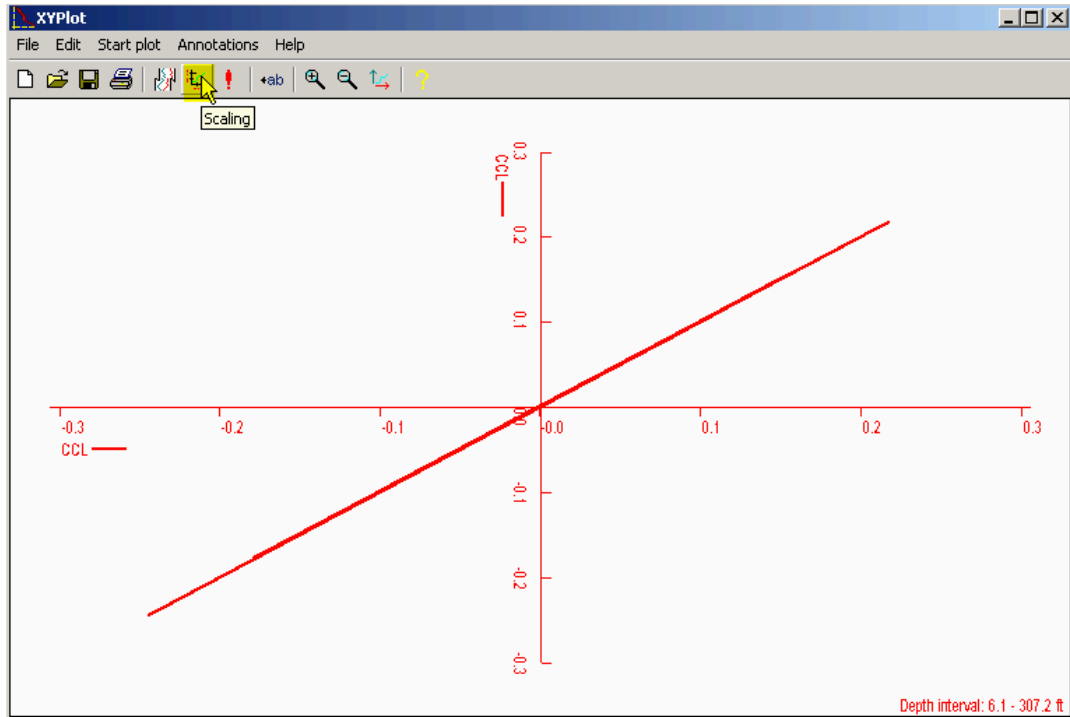 XYPlot
File Edit Start plot Annotations Help
ab
?
Scaling
0.3
CCL
0.2
0.1
0.0
-0.3 -0.2 -0.1 -0.0 0.1 0.2 0.3
CCL
-0.1
-0.2
-0.3
Depth interval: 6.1 - 307.2 ft